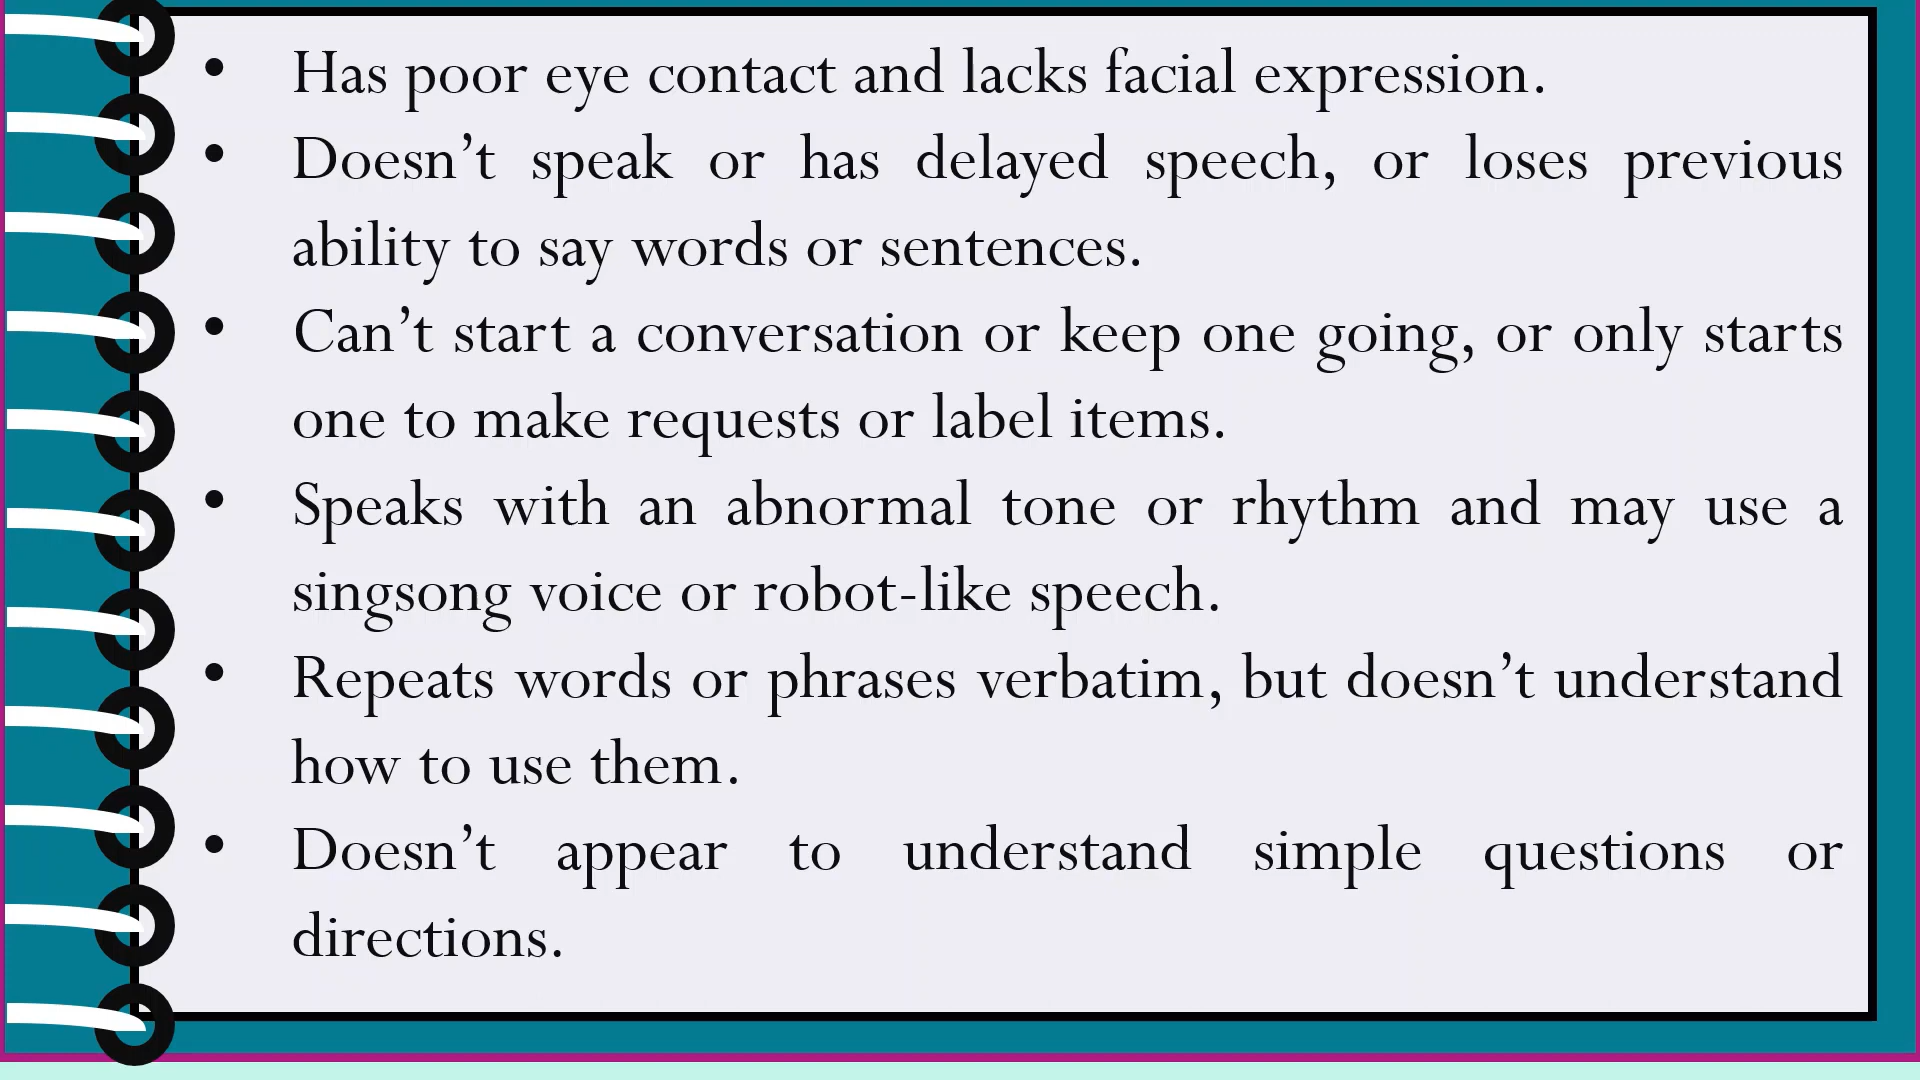 • Has poor eye contact and lacks facial expression.
• Doesn’t speak or has delayed speech, or loses previous
ability to say words or sentences.
• Can’t start a conversation or keep one going, or only starts
one to make requests or label items.
• Speaks with an abnormal tone or rhythm and may use a
singsong voice or robot-like speech.
• Repeats words or phrases verbatim, but doesn’t understand
how to use them.
• Doesn’t appear to understand simple questions or
directions.